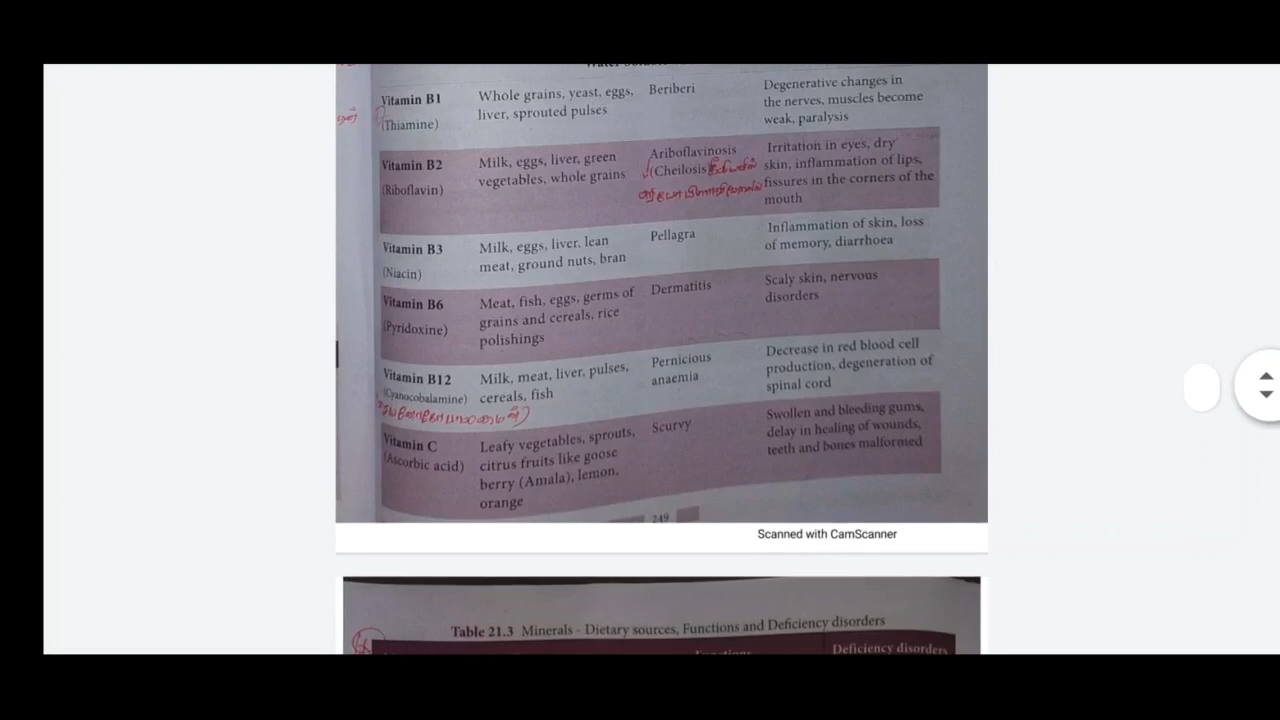 Vitamin B1
(Thiamine)
Whole grains, yeast, eggs,
liver, sprouted pulses
Beriberi
Degenerative changes in
the nerves, muscles become
weak, paralysis
Vitamin B2
(Riboflavin)
Milk, eggs, liver, green
vegetables, whole grains
Ariboflavinosis
(Cheilosis
Irritation in eyes, dry
skin, inflammation of lips,
fissures in the corners of the
mouth
Vitamin B3
(Niacin)
Milk, eggs, liver, lean
meat, ground nuts, bran
Pellagra
Inflammation of skin, loss
of memory, diarrhoea
Vitamin B6
(Pyridoxine)
Meat, fish, eggs, germs of
grains and cereals, rice
polishings
Dermatitis
Scaly skin, nervous
disorders
Vitamin B12
(Cyanocobalamine)
Milk, meat, liver, pulses,
cereals, fish
Pernicious
anaemia
Decrease in red blood cell
production, degeneration of
spinal cord
Vitamin C
(Ascorbic acid)
Leafy vegetables, sprouts,
citrus fruits like goose
berry (Amala), lemon,
orange
Scurvy
Swollen and bleeding gums,
delay in healing of wounds,
teeth and bones malformed
249
Scanned with CamScanner
Table 21.3 Minerals - Dietary sources, Functions and Deficiency disorders
Functions
Deficiency disorders